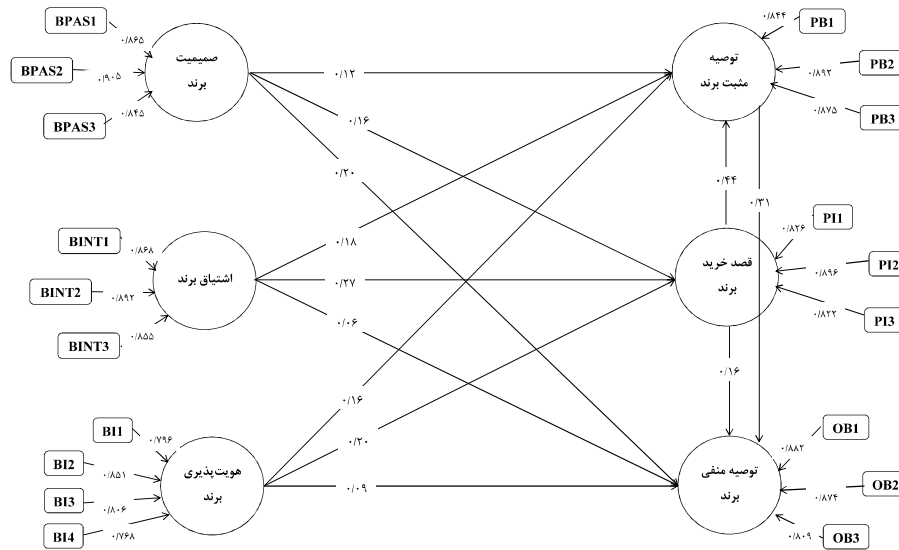 BPAS1
۰/۸۶۵
BPAS2
۰/۹۰۵
BPAS3
۰/۸۴۵
صمیمیت
برند
BINT1
۰/۸۶۸
BINT2
۰/۸۹۲
BINT3
۰/۸۵۵
اشتیاق برند
BI1
۰/۷۹۶
BI2
۰/۸۵۱
BI3
۰/۸۰۶
BI4
۰/۷۶۸
هویت‌پذیری
برند
۰/۱۲
۰/۱۶
۰/۲۰
۰/۱۸
۰/۲۷
۰/۰۶
۰/۱۶
۰/۲۰
۰/۰۹
توصیه
مثبت برند
PB1
۰/۸۴۴
PB2
۰/۸۹۲
PB3
۰/۸۷۵
۰/۴۴
۰/۳۱
قصد خرید
برند
PI1
۰/۸۲۶
PI2
۰/۸۹۶
PI3
۰/۸۲۲
۰/۱۶
توصیه منفی
برند
OB1
۰/۸۸۲
OB2
۰/۸۷۴
OB3
۰/۸۰۹